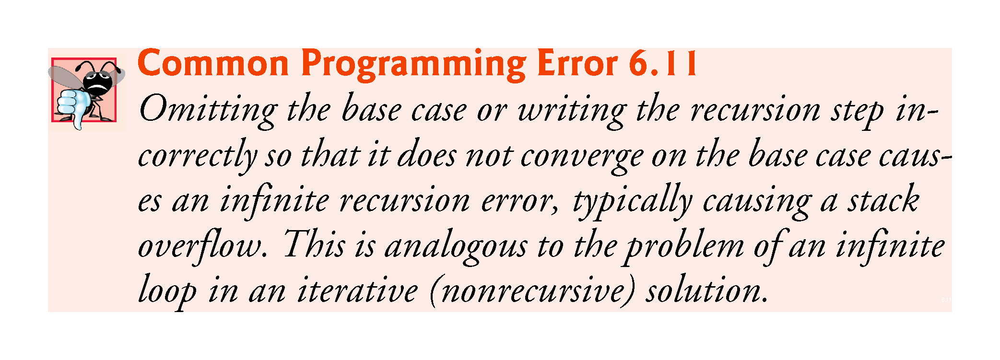 Common Programming Error 6.11
Omitting the base case or writing the recursion step in-
correctly so that it does not converge on the base case caus-
es an infinite recursion error, typically causing a stack
overflow. This is analogous to the problem of an infinite
loop in an iterative (nonrecursive) solution.
6.11